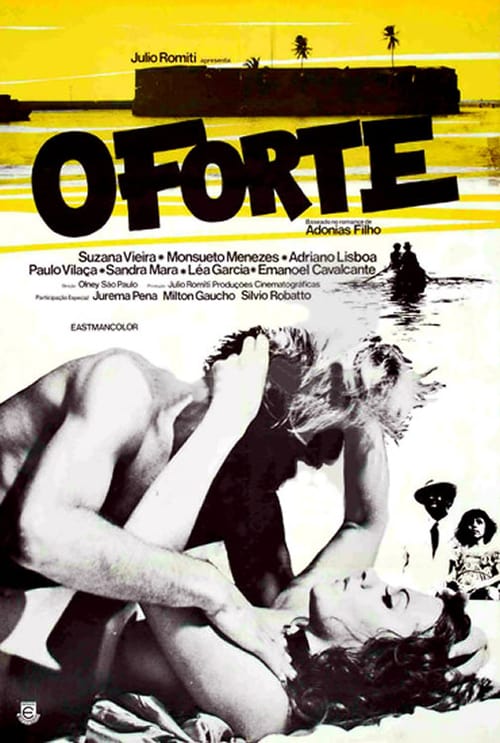 Julio Romiti apresenta
O FORTE
Baseado no romance de
Adonias Filho
Suzana Vieira • Monsueto Menezes • Adriano Lisboa
Paulo Vilaça • Sandra Mara • Léa Garcia • Emanoel Cavalcante
Direção Olney São Paulo • Produção Julio Romiti Produções Cinematográficas
Participação Especial Jurema Pena Milton Gaucho Silvio Robatto
EASTMANCOLOR